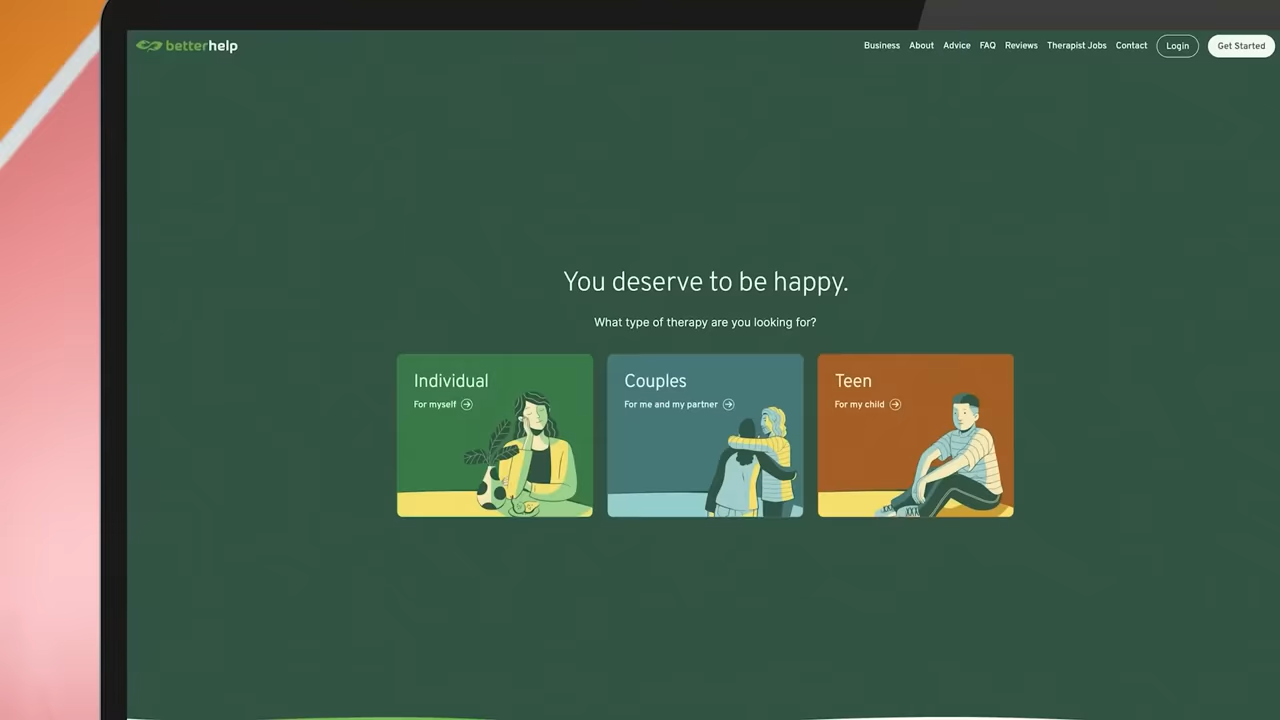 betterhelp
Business About Advice FAQ Reviews Therapist Jobs Contact Login Get Started
You deserve to be happy.
What type of therapy are you looking for?
Individual
For myself
Couples
For me and my partner
Teen
For my child